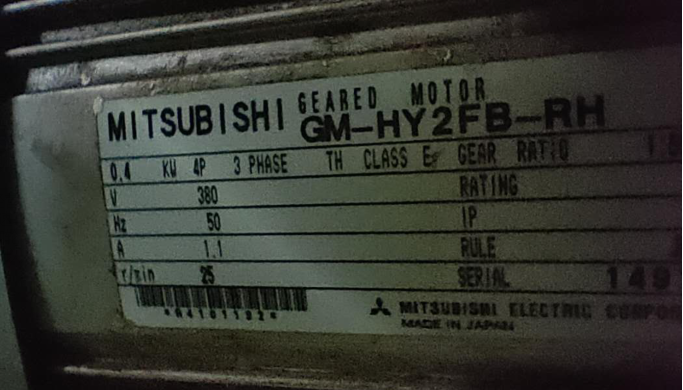 MITSUBISHI GEARED MOTOR
GM-HY2FB-RH
0.4 KW 4P 3 PHASE TH CLASS E GEAR RATIO
V 380 RATING
Hz 50 IP
A 1.1 RULE
r/min 25 SERIAL 149
MITSUBISHI ELECTRIC
MADE IN JAPAN